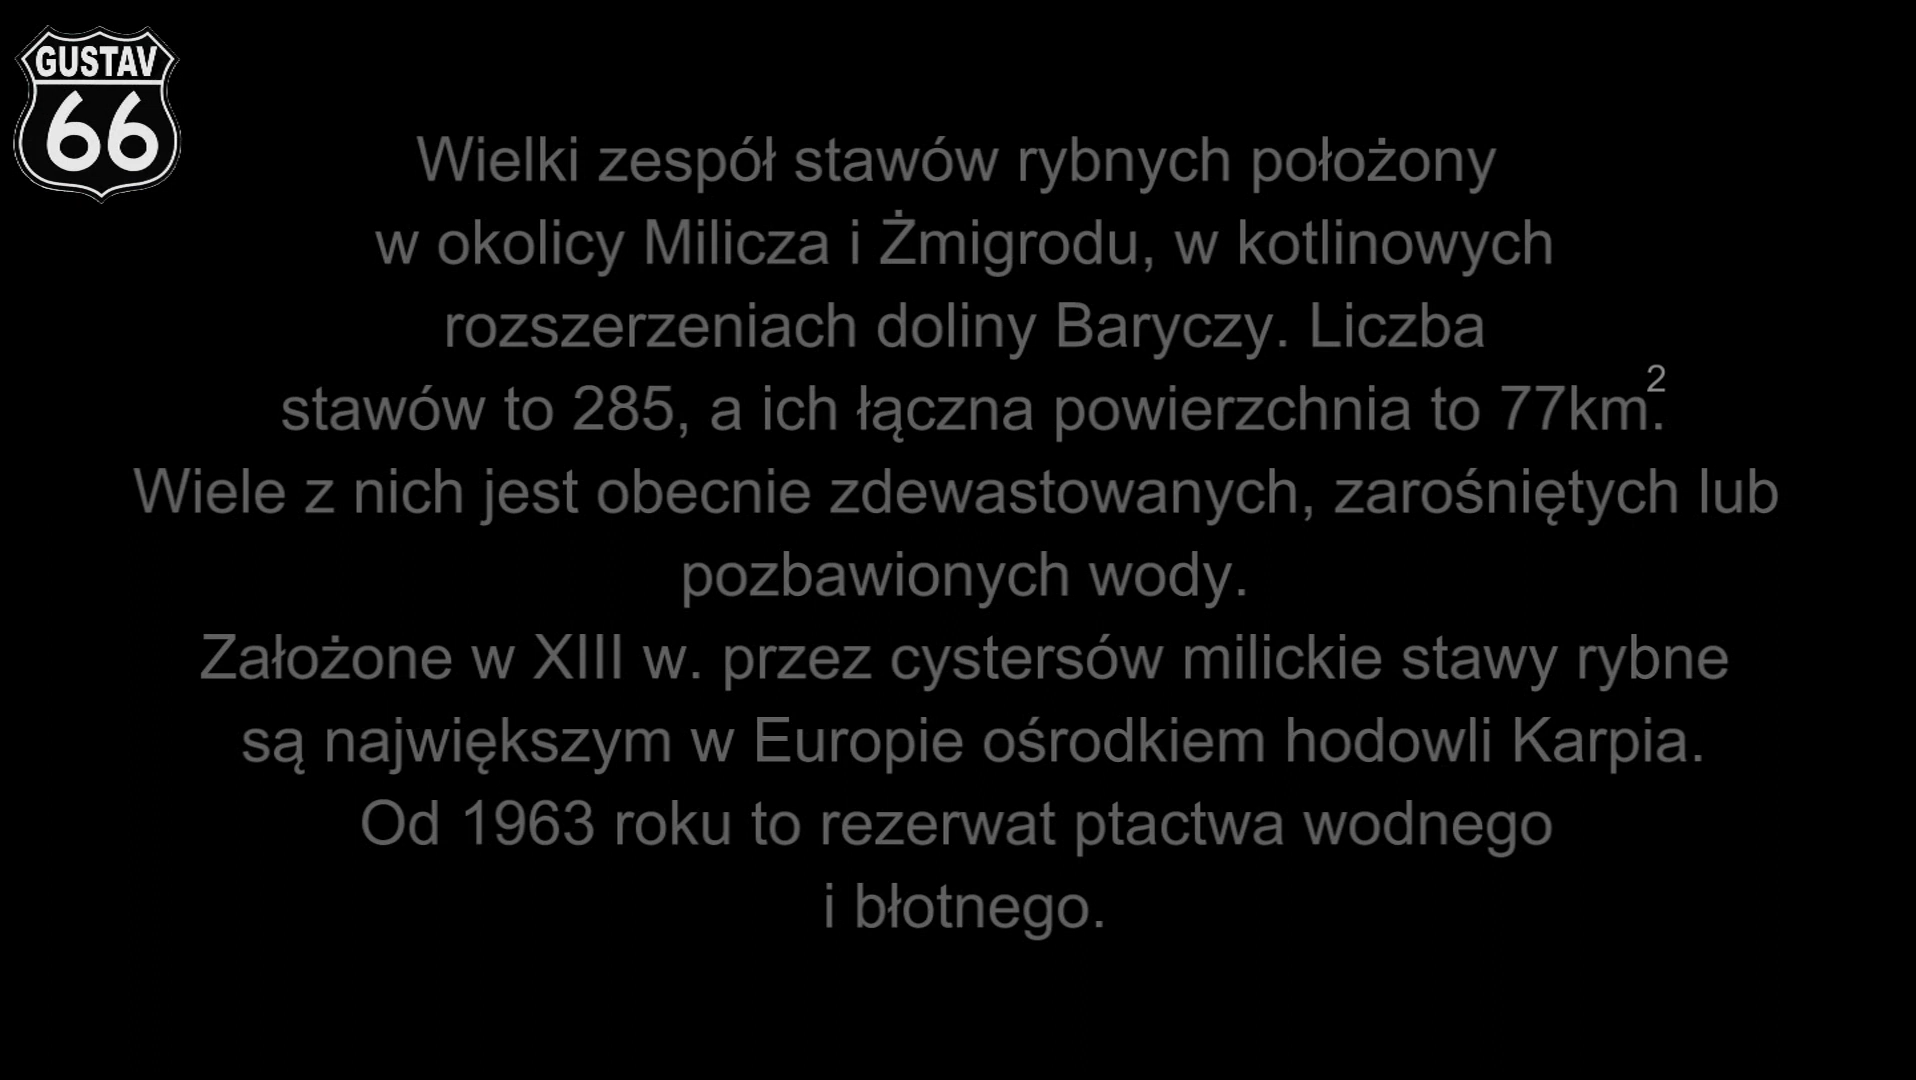 GUSTAV
66
Wielki zespół stawów rybnych położony
w okolicy Milicza i Żmigrodu, w kotlinowych
rozszerzeniach doliny Baryczy. Liczba
stawów to 285, a ich łączna powierzchnia to 77km².
Wiele z nich jest obecnie zdewastowanych, zarośniętych lub
pozbawionych wody.
Założone w XIII w. przez cystersów milickie stawy rybne
są największym w Europie ośrodkiem hodowli Karpia.
Od 1963 roku to rezerwat ptactwa wodnego
i błotnego.